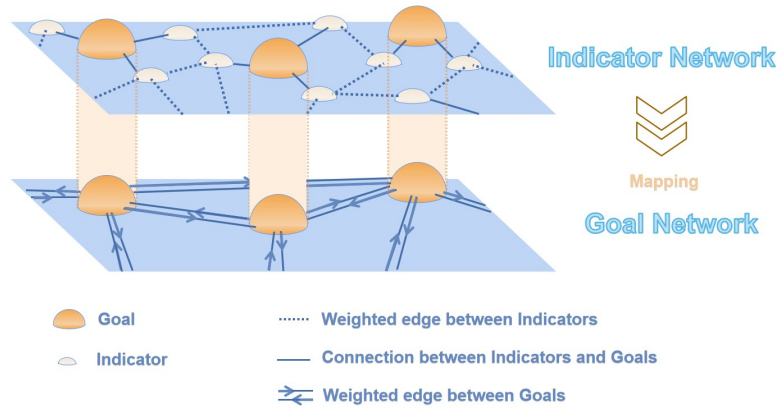 Indicator Network
Mapping
Goal Network
Goal
Weighted edge between Indicators
Indicator
Connection between Indicators and Goals
Weighted edge between Goals